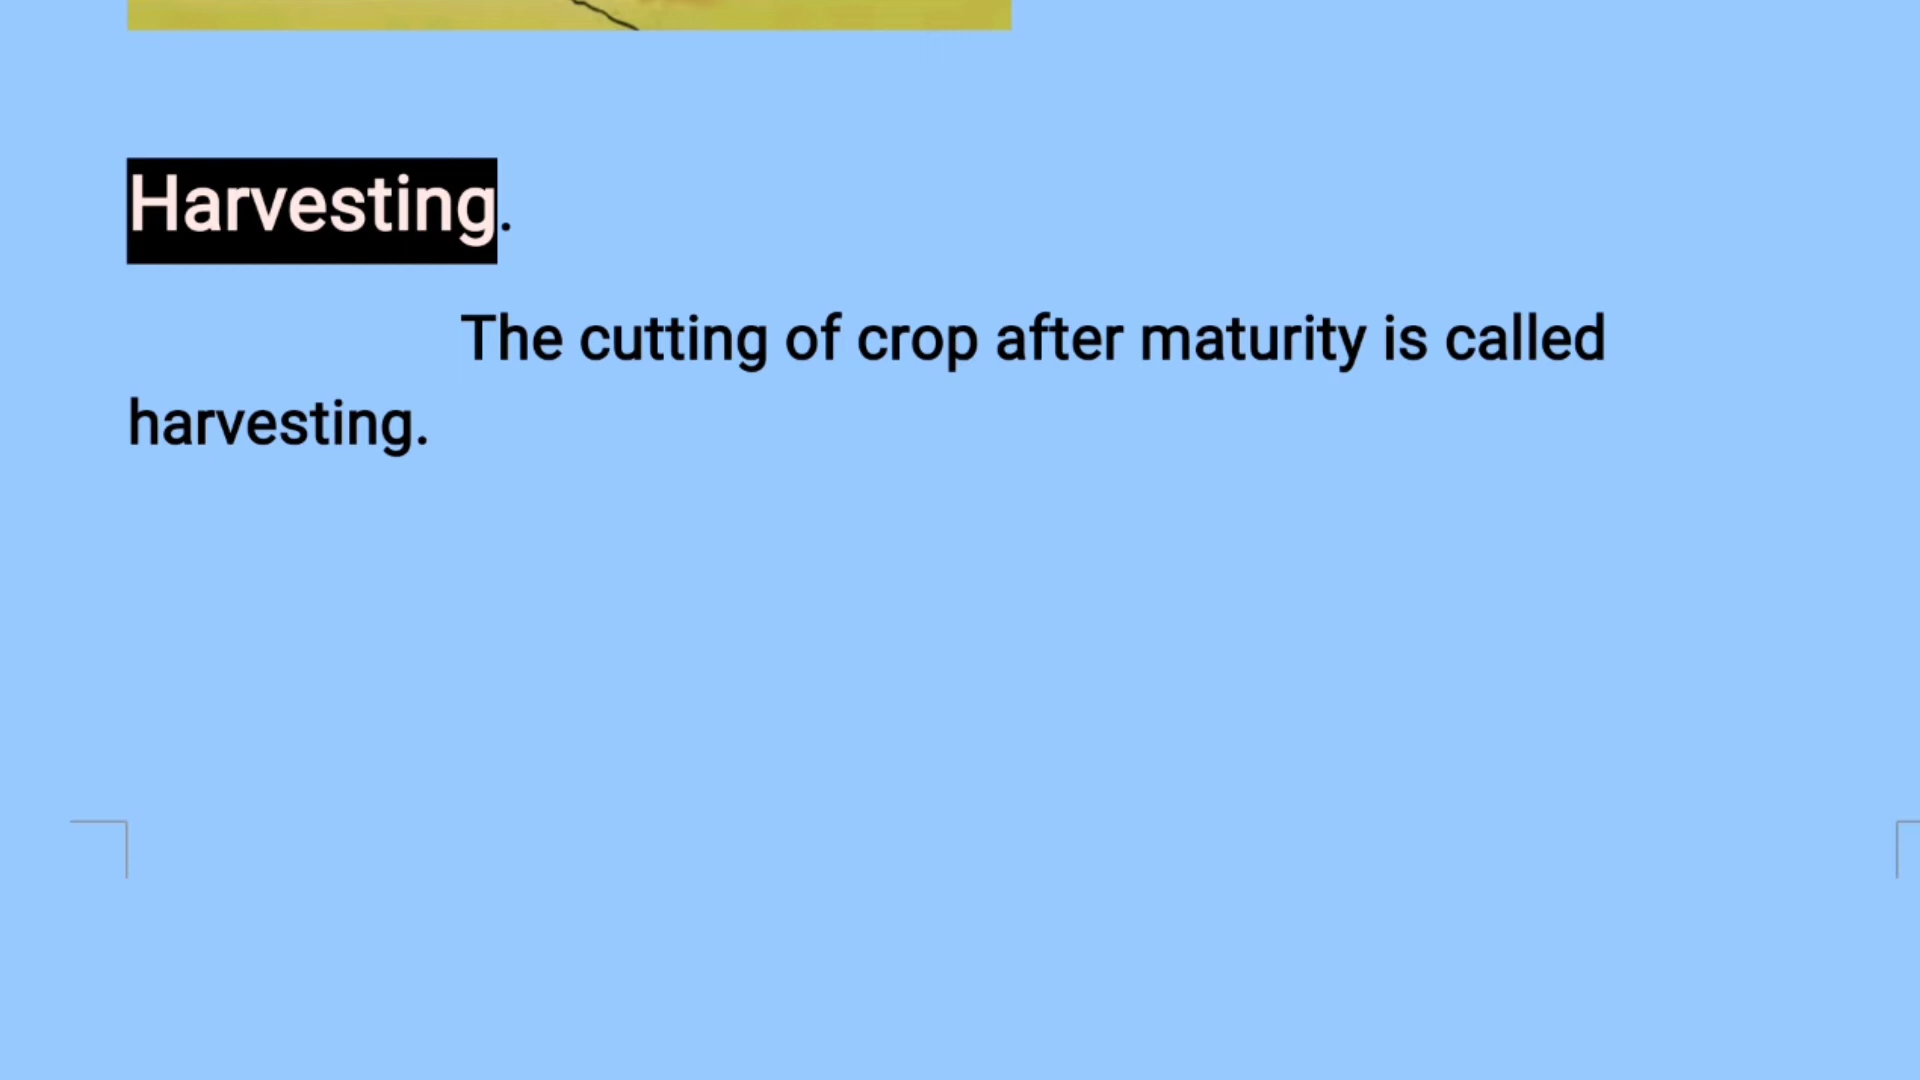 Harvesting.
The cutting of crop after maturity is called
harvesting.